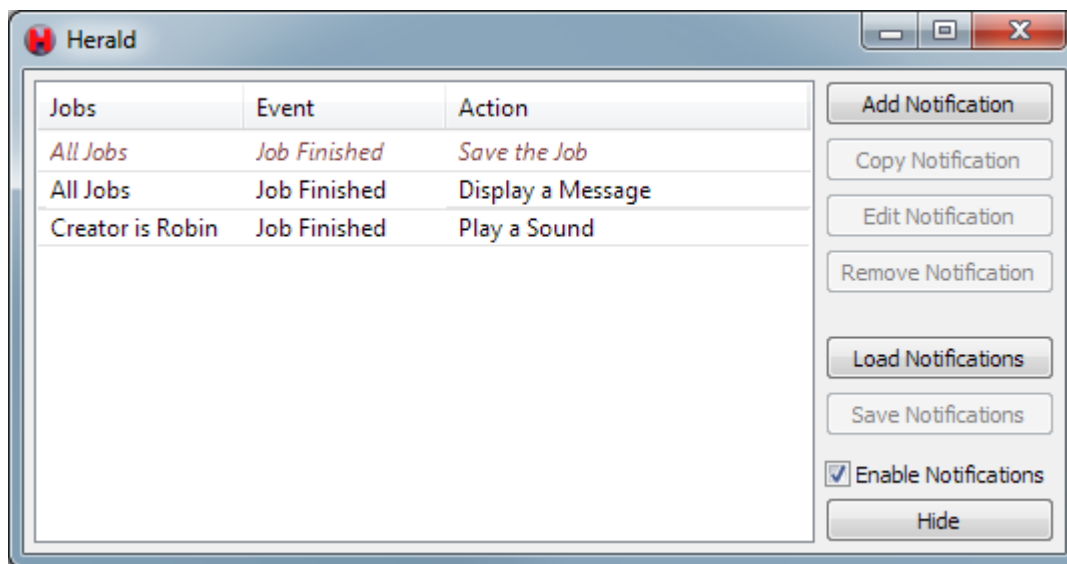 Herald
Jobs Event Action
All Jobs Job Finished Save the Job
All Jobs Job Finished Display a Message
Creator is Robin Job Finished Play a Sound
Add Notification
Copy Notification
Edit Notification
Remove Notification
Load Notifications
Save Notifications
Enable Notifications
Hide